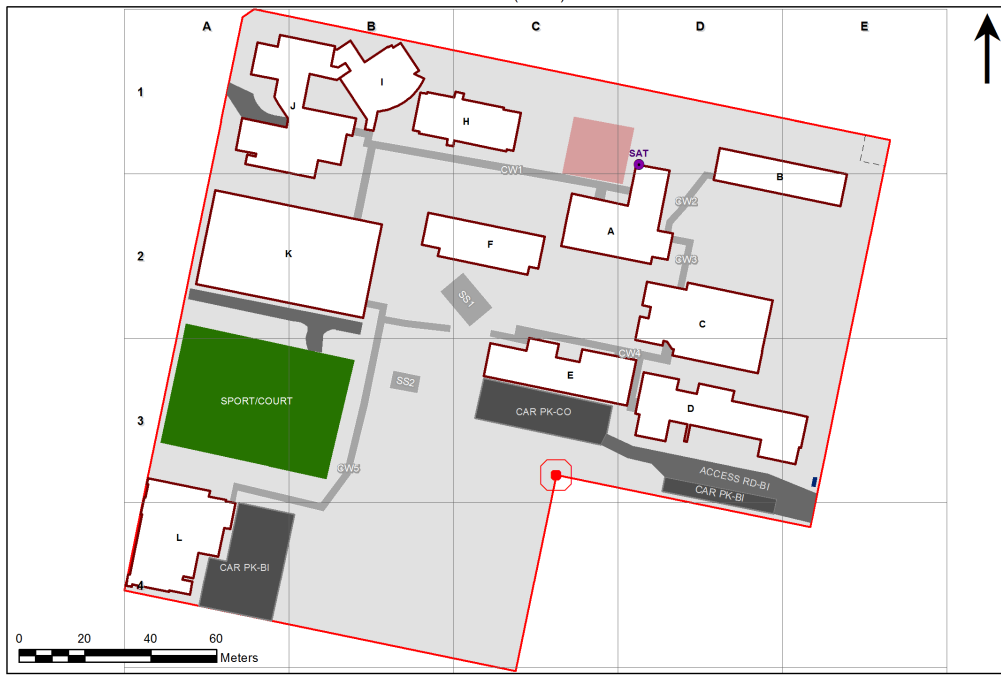 A B C D E
1
I
J
H
SAT
CW1
B
CW2
A
2
F
K
CW3
SS1
C
CW4
E
SS2
SPORT/COURT
D
CAR PK-CO
3
CW5
ACCESS RD-BI
CAR PK-BI
L
CAR PK-BI
4
0 20 40 60
Meters